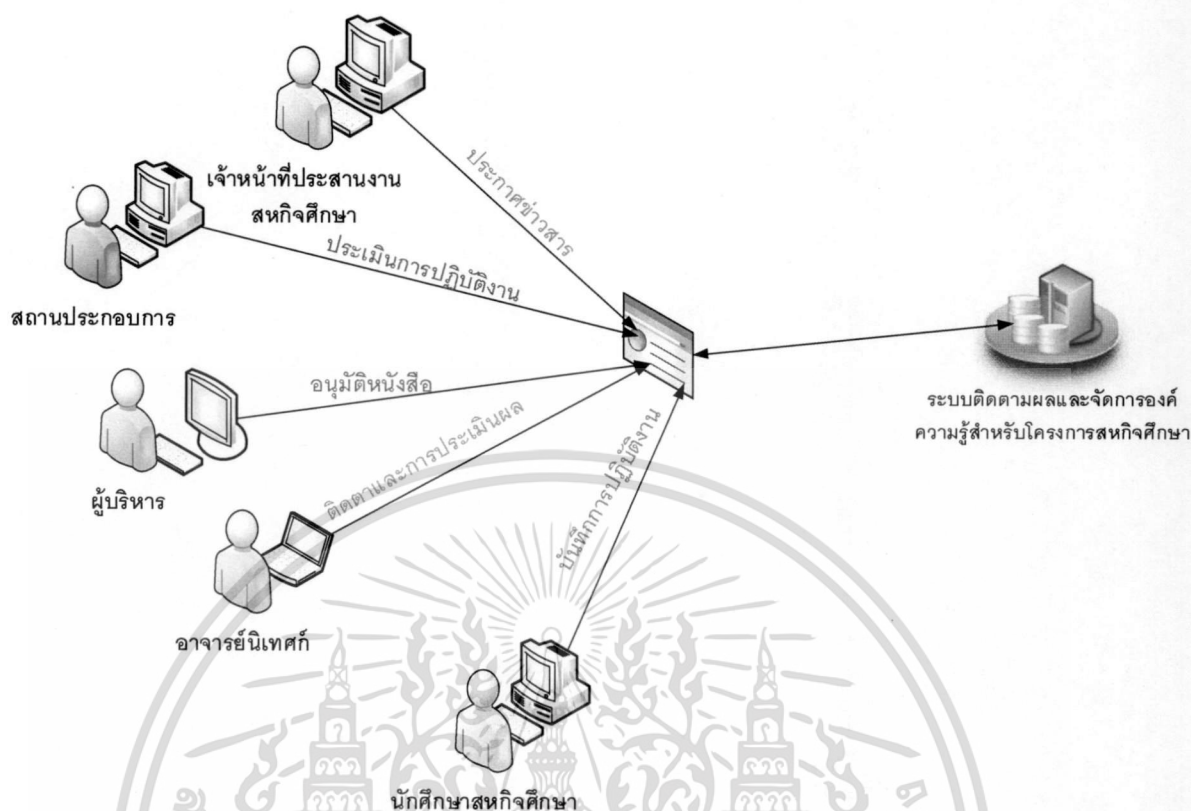 เจ้าหน้าที่ประสานงาน
สหกิจศึกษา
ประกาศข่าวสาร
สถานประกอบการ
ประเมินการปฏิบัติงาน
ผู้บริหาร
อนุมัติหนังสือ
ระบบติดตามผลและจัดการองค์
ความรู้สำหรับโครงการสหกิจศึกษา
อาจารย์นิเทศก์
ติดตาและการประเมินผล
นักศึกษาสหกิจศึกษา
บันทึกการปฏิบัติงาน